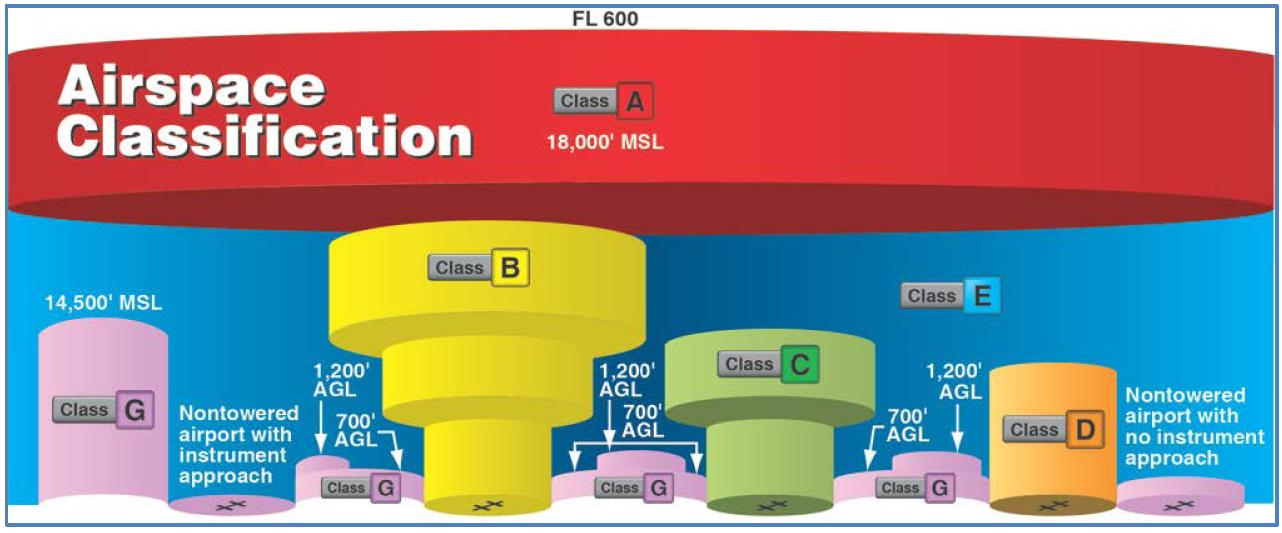 FL 600
Airspace
Classification
Class A
18,000' MSL
Class B
Class E
14,500' MSL
Class G
Nontowered
airport with
instrument
approach
1,200'
AGL
700'
AGL
Class G
1,200'
AGL
700'
AGL
Class G
Class C
700'
AGL
1,200'
AGL
Class G
Class D
Nontowered
airport with
no instrument
approach